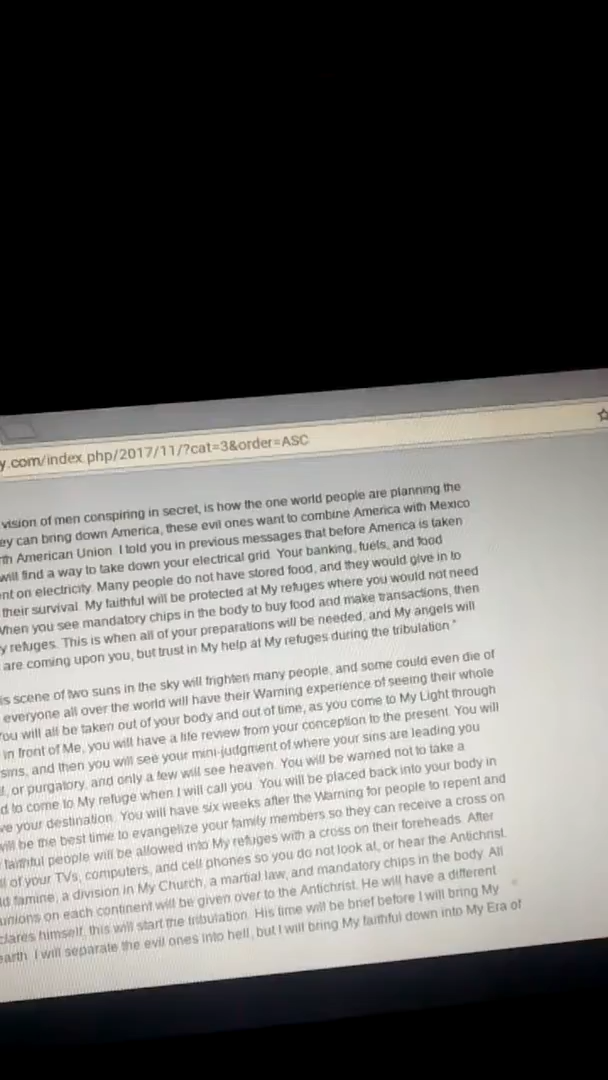 y.com/index.php/2017/11/?cat=3&order=ASC
vision of men conspiring in secret, is how the one world people are planning the
ey can bring down America, these evil ones want to combine America with Mexico
th American Union. I told you in previous messages that before America is taken
will find a way to take down your electrical grid. Your banking, fuels, and food
nt on electricity. Many people do not have stored food, and they would give in to
their survival. My faithful will be protected at My refuges where you would not need
When you see mandatory chips in the body to buy food and make transactions, then
y refuges. This is when all of your preparations will be needed, and My angels will
are coming upon you, but trust in My help at My refuges during the tribulation."
is scene of two suns in the sky will frighten many people, and some could even die of
everyone all over the world will have their Warning experience of seeing their whole
You will all be taken out of your body and out of time, as you come to My Light through
in front of Me, you will have a life review from your conception to the present. You will
sins, and then you will see your mini-judgment of where your sins are leading you
, or purgatory, and only a few will see heaven. You will be warned not to take a
d to come to My refuge when I will call you. You will be placed back into your body in
ve your destination. You will have six weeks after the Warning for people to repent and
will be the best time to evangelize your family members so they can receive a cross on
faithful people will be allowed into My refuges with a cross on their foreheads. After
ll of your TVs, computers, and cell phones so you do not look at, or hear the Antichrist.
ld famine, a division in My Church, a martial law, and mandatory chips in the body. All
unions on each continent will be given over to the Antichrist. He will have a different
clares himself, this will start the tribulation. His time will be brief before I will bring My
earth. I will separate the evil ones into hell, but I will bring My faithful down into My Era of